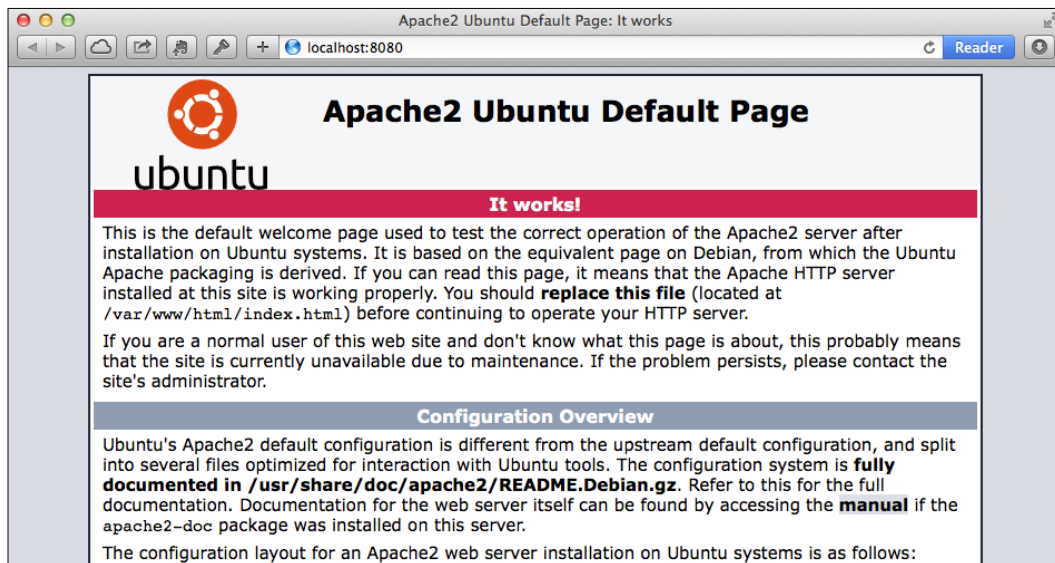 Apache2 Ubuntu Default Page: It works
localhost:8080
Reader
Apache2 Ubuntu Default Page
ubuntu
It works!
This is the default welcome page used to test the correct operation of the Apache2 server after
installation on Ubuntu systems. It is based on the equivalent page on Debian, from which the Ubuntu
Apache packaging is derived. If you can read this page, it means that the Apache HTTP server
installed at this site is working properly. You should replace this file (located at
/var/www/html/index.html) before continuing to operate your HTTP server.
If you are a normal user of this web site and don't know what this page is about, this probably means
that the site is currently unavailable due to maintenance. If the problem persists, please contact the
site's administrator.
Configuration Overview
Ubuntu's Apache2 default configuration is different from the upstream default configuration, and split
into several files optimized for interaction with Ubuntu tools. The configuration system is fully
documented in /usr/share/doc/apache2/README.Debian.gz. Refer to this for the full
documentation. Documentation for the web server itself can be found by accessing the manual if the
apache2-doc package was installed on this server.
The configuration layout for an Apache2 web server installation on Ubuntu systems is as follows: